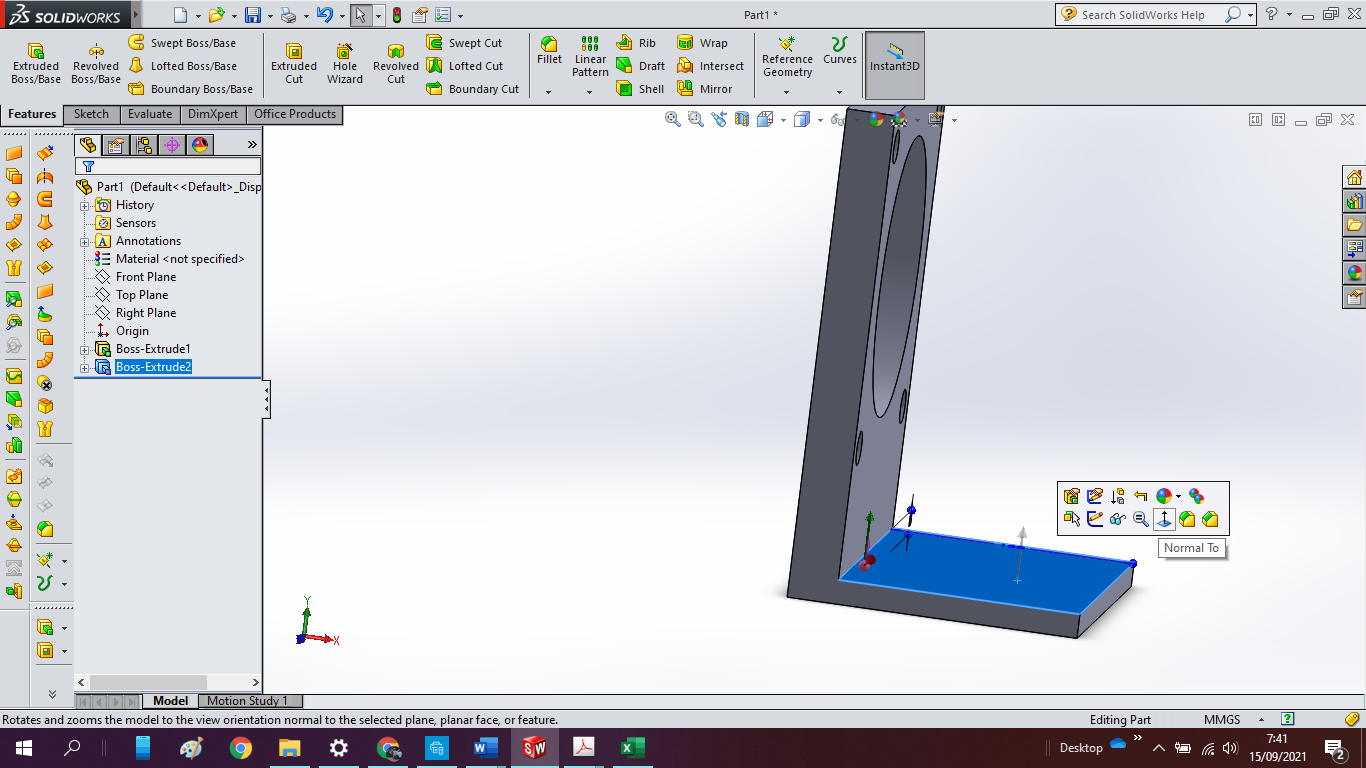 SOLIDWORKS
Part1 *
Search SolidWorks Help
Extruded Boss/Base
Revolved Boss/Base
Swept Boss/Base
Lofted Boss/Base
Boundary Boss/Base
Extruded Cut
Hole Wizard
Revolved Cut
Swept Cut
Lofted Cut
Boundary Cut
Fillet
Linear Pattern
Rib
Draft
Shell
Wrap
Intersect
Mirror
Reference Geometry
Curves
Instant3D
Features
Sketch
Evaluate
DimXpert
Office Products
Part1 (Default<<Default>_Disp
History
Sensors
Annotations
Material <not specified>
Front Plane
Top Plane
Right Plane
Origin
Boss-Extrude1
Boss-Extrude2
Normal To
Y
X
Model
Motion Study 1
Rotates and zooms the model to the view orientation normal to the selected plane, planar face, or feature.
Editing Part
MMGS
Desktop
7:41
15/09/2021
2